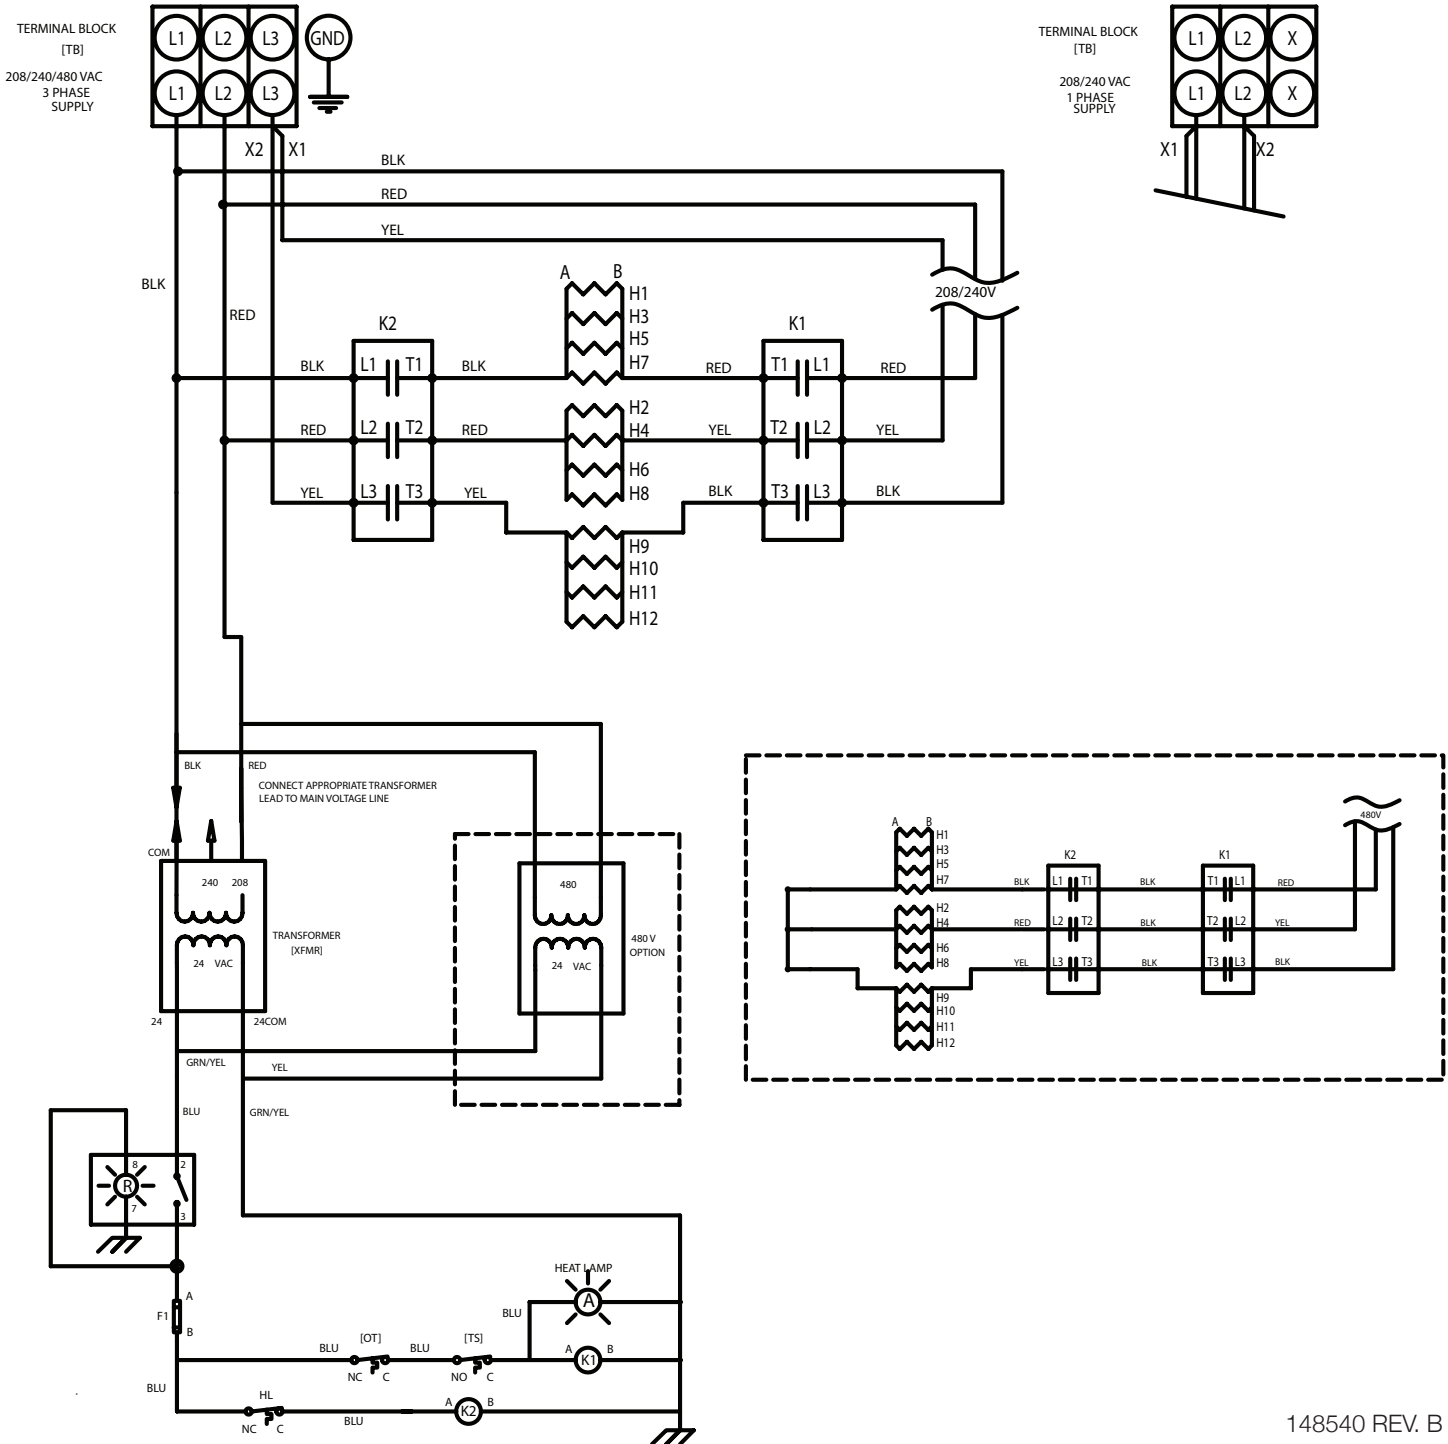 TERMINAL BLOCK
[TB]
208/240/480 VAC
3 PHASE
SUPPLY
L1 L2 L3 GND
L1 L2 L3
X2 X1
TERMINAL BLOCK
[TB]
208/240 VAC
1 PHASE
SUPPLY
L1 L2 X
L1 L2 X
X1 X2
BLK
RED
YEL
BLK
RED
208/240V
A B
H1
H3
H5
H7
H2
H4
H6
H8
H9
H10
H11
H12
K2
K1
BLK L1 T1 BLK RED T1 L1 RED
RED L2 T2 RED YEL T2 L2 YEL
YEL L3 T3 YEL BLK T3 L3 BLK
BLK RED
CONNECT APPROPRIATE TRANSFORMER
LEAD TO MAIN VOLTAGE LINE
COM
240 208
TRANSFORMER
[XFMR]
24 VAC
24 24COM
480
480 V
OPTION
24 VAC
GRN/YEL YEL
BLU GRN/YEL
480V
A B
H1
H3
H5
H7
H2
H4
H6
H8
H9
H10
H11
H12
K2 K1
BLK L1 T1 BLK T1 L1 RED
RED L2 T2 BLK T2 L2 YEL
YEL L3 T3 BLK T3 L3 BLK
8 2
R
7 3
F1 A
B
HEAT LAMP
A
BLU
BLU [OT] BLU [TS]
NC C NO C
A K1 B
BLU
HL
NC C
BLU
A K2 B
148540 REV. B